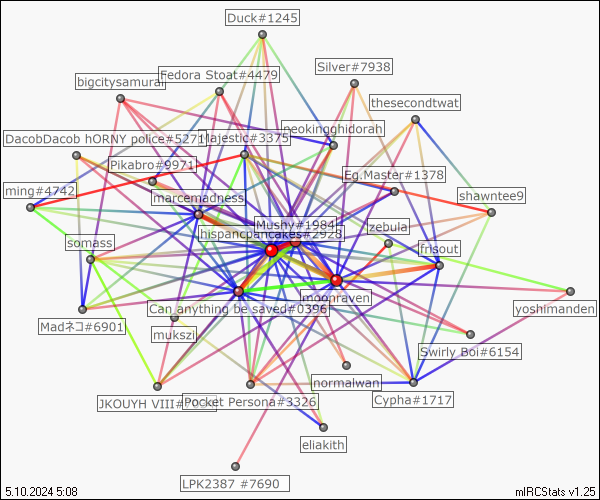 Duck#1245
Silver#7938
Fedora Stoat#4479
bigcitysamurai
thesecondtwat
neokingghidorah
DacobDacob hORNY police#5271
Majestic#3375
Pikabro#9971
Eg.Master#1378
ming#4742
marcemadness
shawntee9
Mushy#1984
zebula
hispancpancakes#2928
somass
frisout
moonraven
Can anything be saved#0396
yoshimanden
Madネコ#6901
mukszi
Swirly Boi#6154
normalwan
JKOUYH VIII#
Pocket Persona#3326
Cypha#1717
eliakith
LPK2387 #7690
5.10.2024 5:08
mIRCStats v1.25